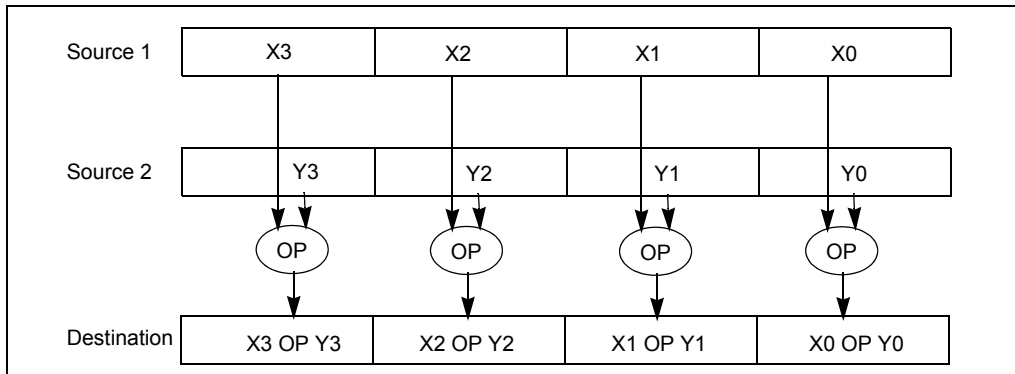 Source 1 X3 X2 X1 X0
Source 2 Y3 Y2 Y1 Y0
OP OP OP OP
Destination X3 OP Y3 X2 OP Y2 X1 OP Y1 X0 OP Y0